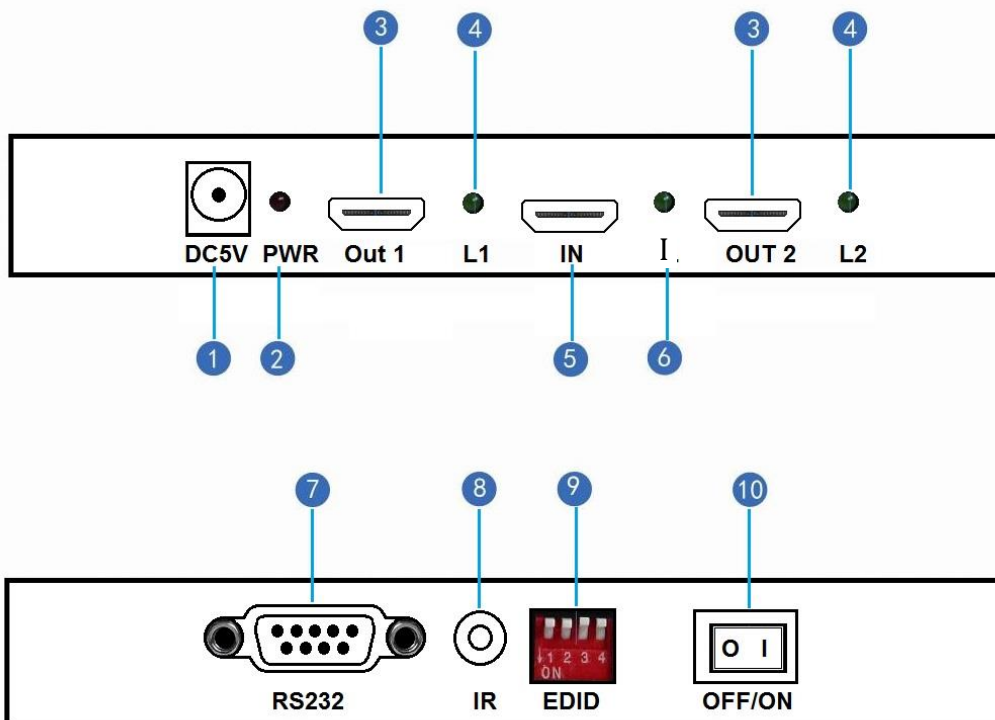 3 4 3 4
DC5V PWR Out 1 L1 IN I . OUT 2 L2
1 2 5 6
7 8 9 10
1 2 3 4
ON
O I
RS232 IR EDID OFF/ON